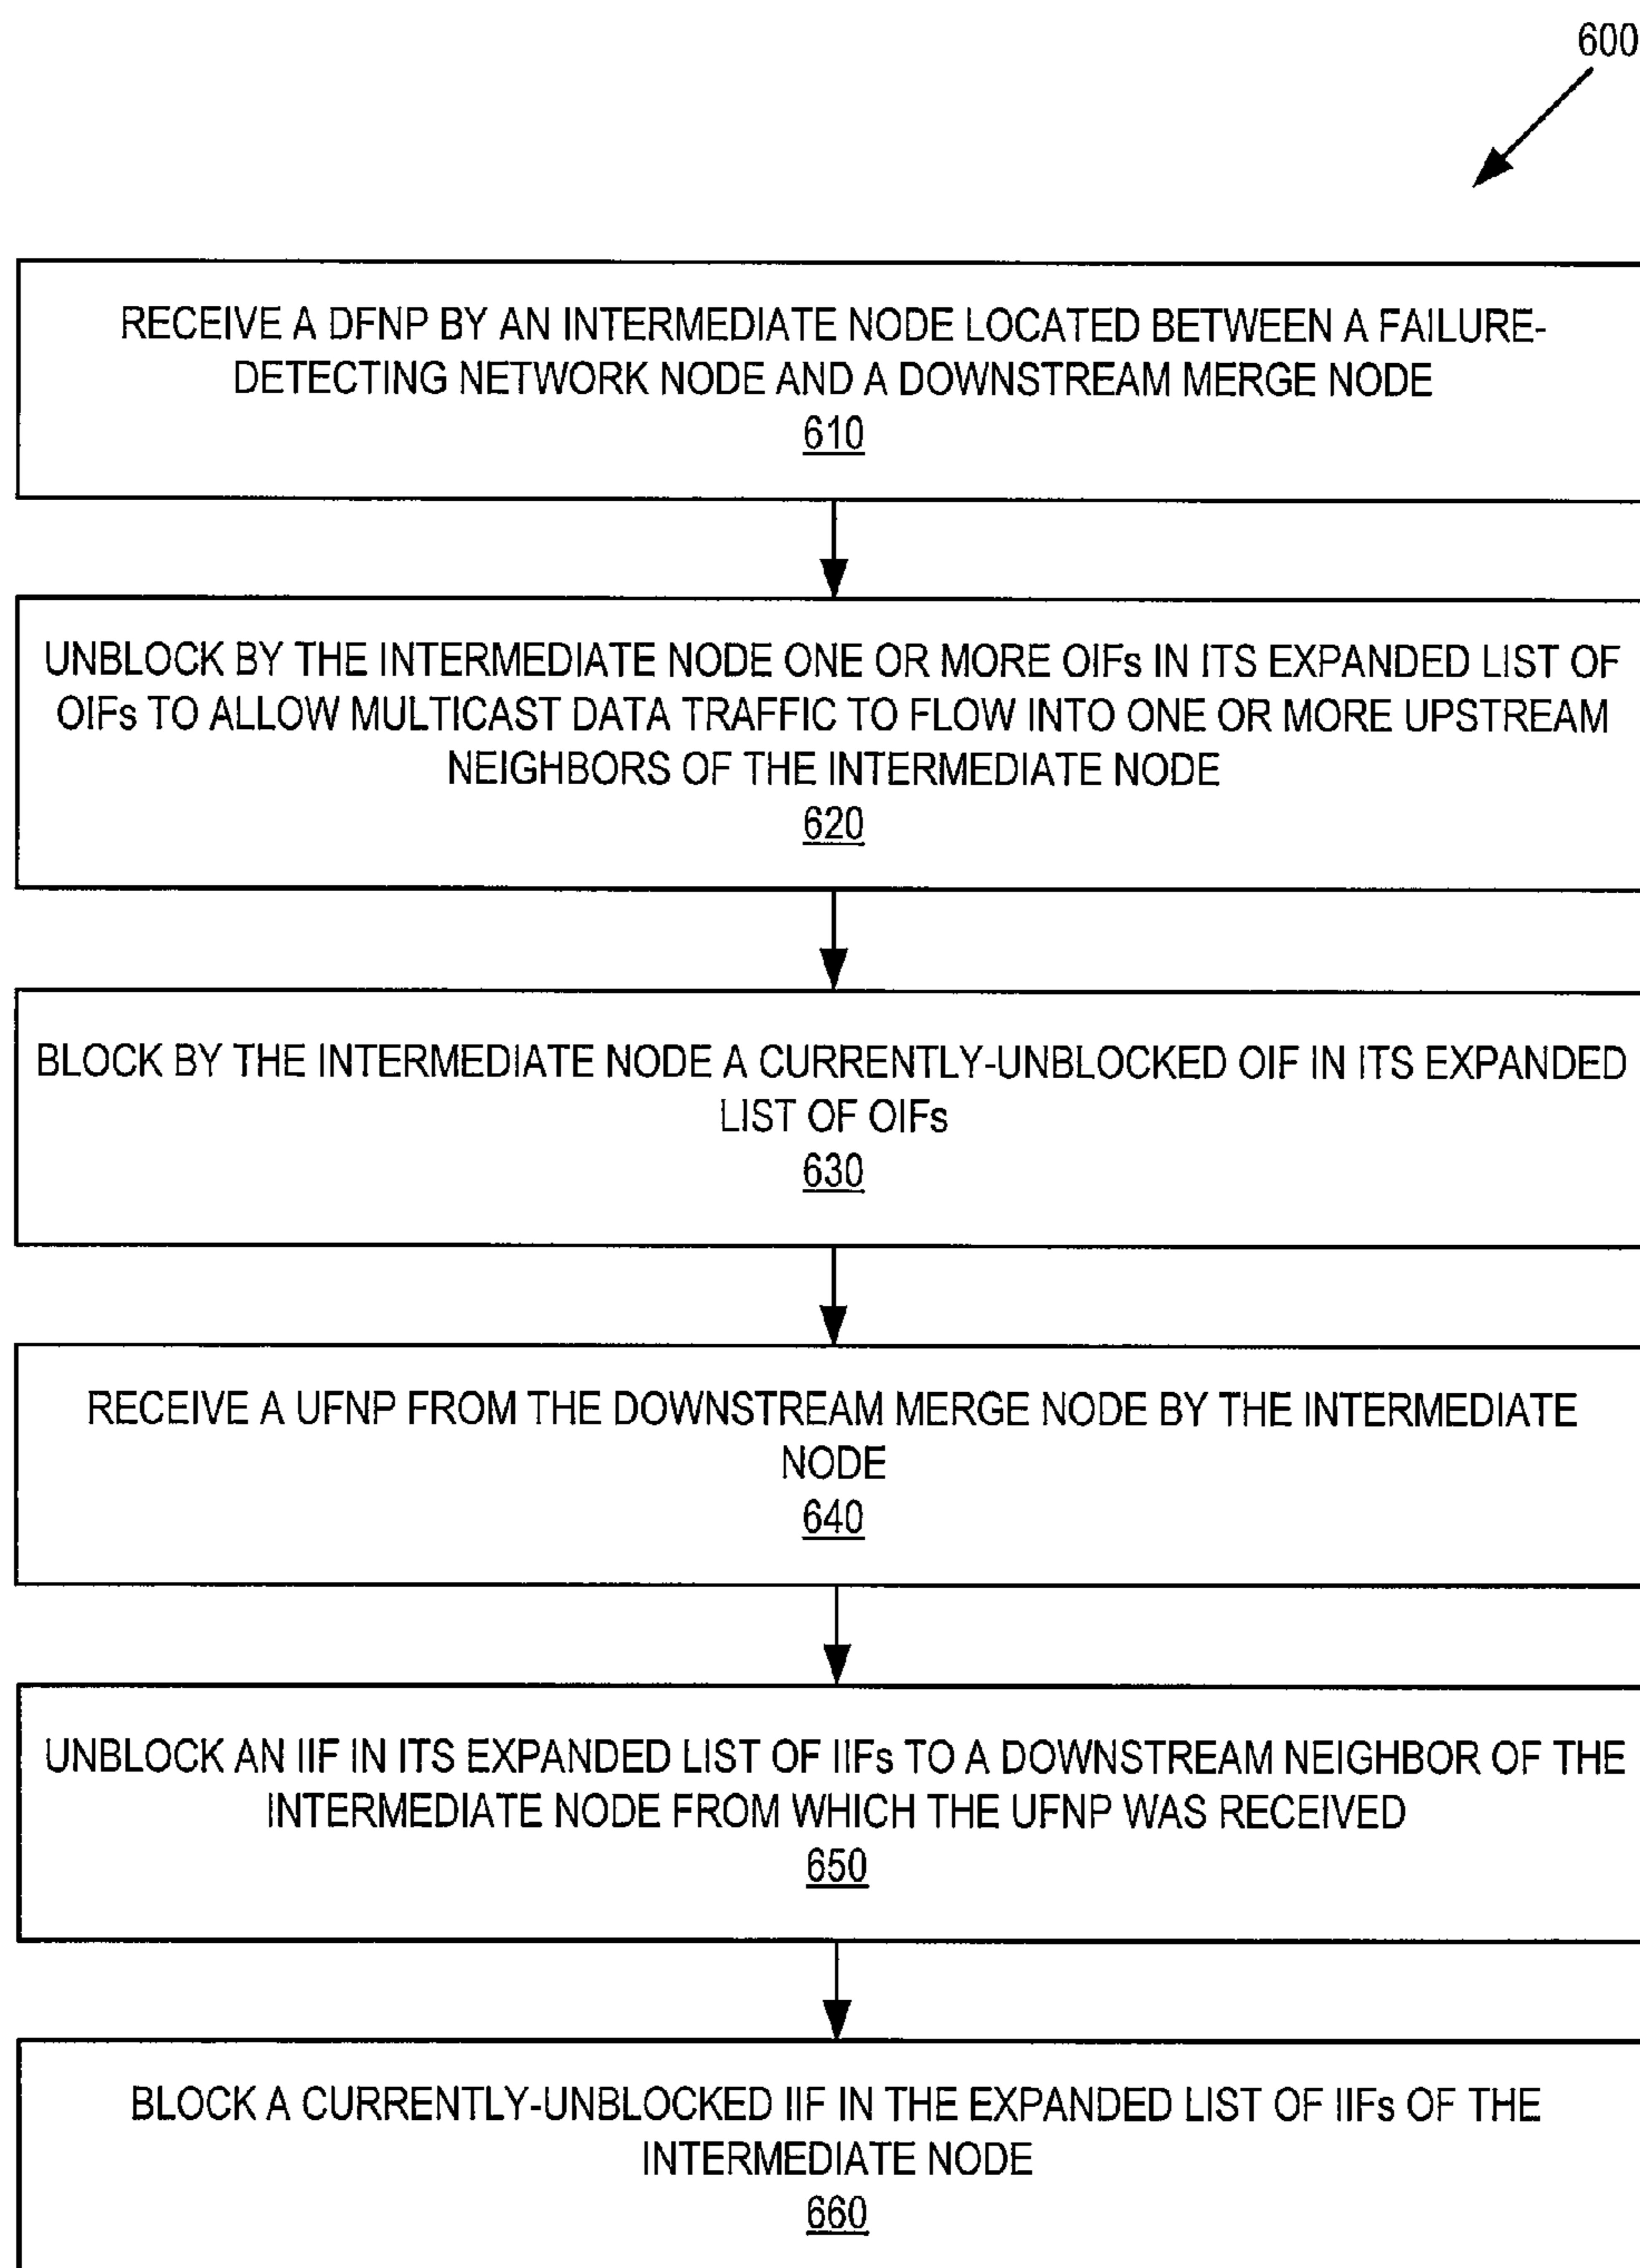 600
RECEIVE A DFNP BY AN INTERMEDIATE NODE LOCATED BETWEEN A FAILURE-
DETECTING NETWORK NODE AND A DOWNSTREAM MERGE NODE
610
UNBLOCK BY THE INTERMEDIATE NODE ONE OR MORE OIFs IN ITS EXPANDED LIST OF
OIFs TO ALLOW MULTICAST DATA TRAFFIC TO FLOW INTO ONE OR MORE UPSTREAM
NEIGHBORS OF THE INTERMEDIATE NODE
620
BLOCK BY THE INTERMEDIATE NODE A CURRENTLY-UNBLOCKED OIF IN ITS EXPANDED
LIST OF OIFs
630
RECEIVE A UFNP FROM THE DOWNSTREAM MERGE NODE BY THE INTERMEDIATE
NODE
640
UNBLOCK AN IIF IN ITS EXPANDED LIST OF IIFs TO A DOWNSTREAM NEIGHBOR OF THE
INTERMEDIATE NODE FROM WHICH THE UFNP WAS RECEIVED
650
BLOCK A CURRENTLY-UNBLOCKED IIF IN THE EXPANDED LIST OF IIFs OF THE
INTERMEDIATE NODE
660